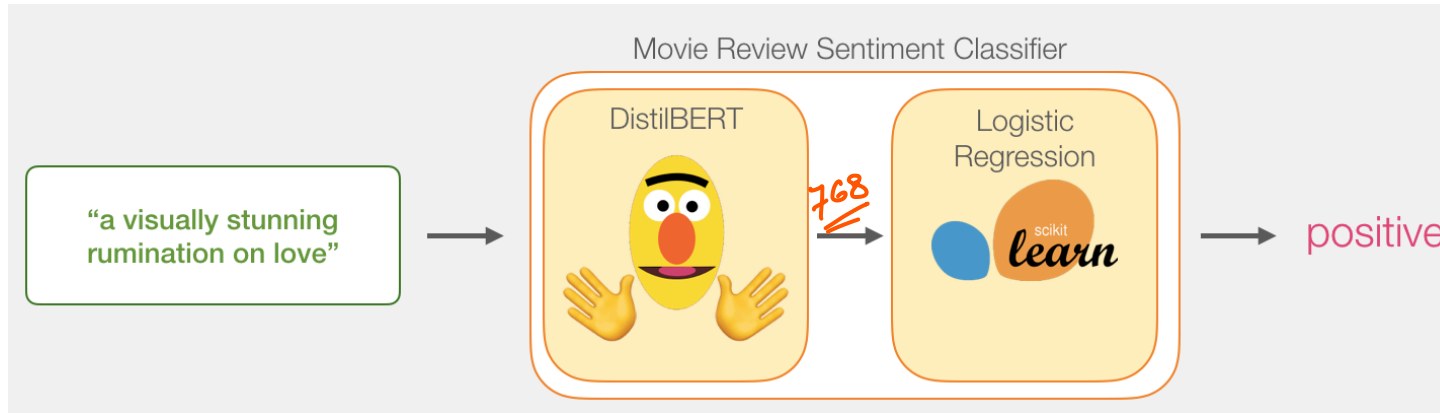 Movie Review Sentiment Classifier
DistilBERT
Logistic
Regression
768
“a visually stunning
rumination on love”
scikit
learn
positive